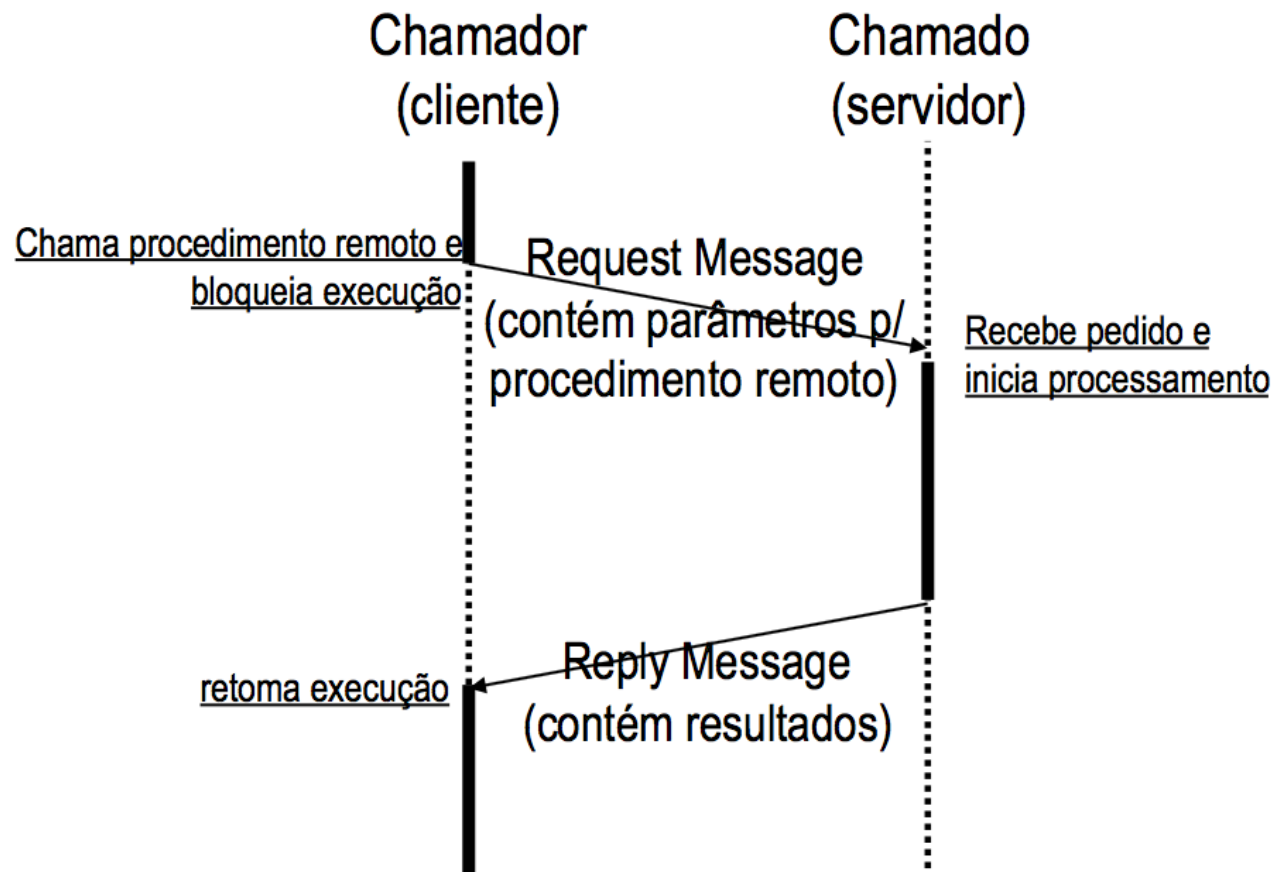 Chamador
(cliente)
Chamado
(servidor)
Chama procedimento remoto e
bloqueia execução
Request Message
(contém parâmetros p/
procedimento remoto)
Recebe pedido e
inicia processamento
Reply Message
(contém resultados)
retoma execução